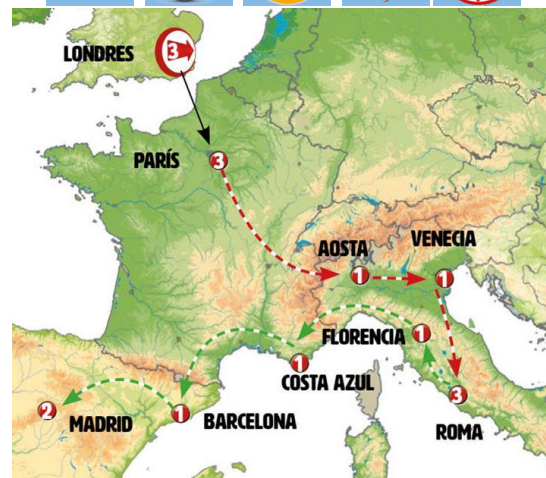 LONDRES
3
PARÍS
3
AOSTA
VENECIA
1
1
FLORENCIA
1
1
COSTA AZUL
3
ROMA
2
MADRID
1
BARCELONA